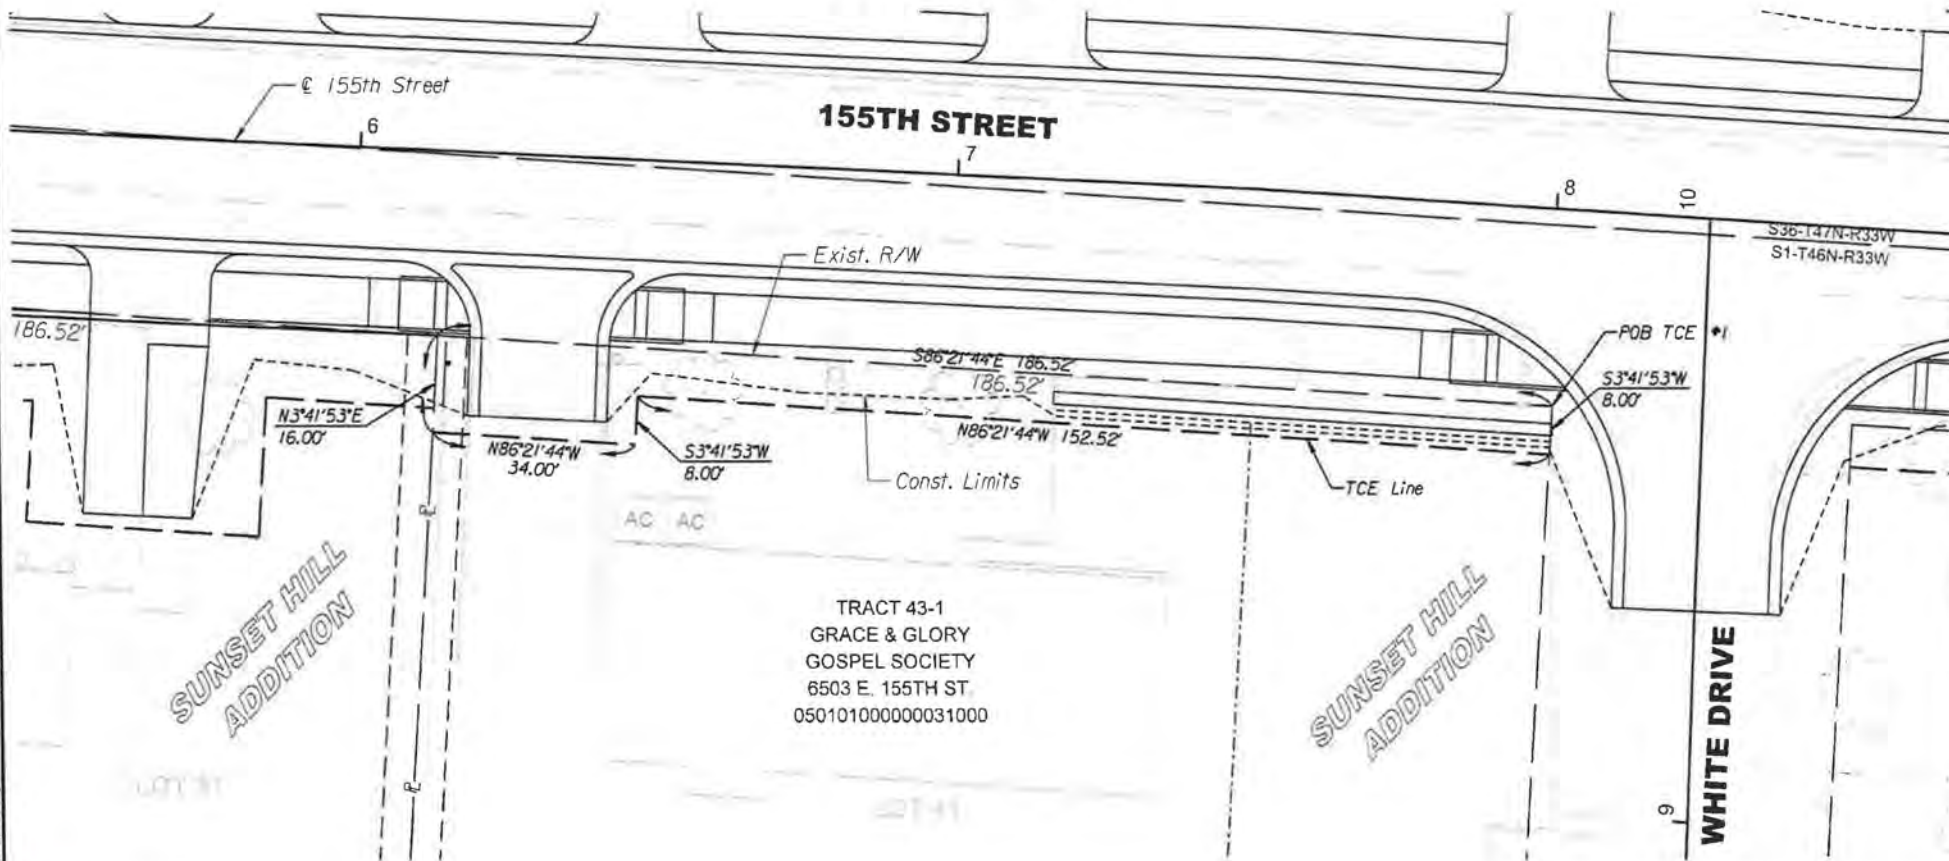 ℄ 155th Street
155TH STREET
6
7
8
10
S36-T47N-R33W
S1-T46N-R33W
Exist. R/W
186.52'
POB TCE #1
S86°21'44"E 186.52'
186.52'
S3°41'53"W
8.00'
N3°41'53"E
16.00'
N86°21'44"W
34.00'
S3°41'53"W
8.00'
N86°21'44"W 152.52'
Const. Limits
TCE Line
AC AC
SUNSET HILL
ADDITION
TRACT 43-1
GRACE & GLORY
GOSPEL SOCIETY
6503 E. 155TH ST.
050101000000031000
SUNSET HILL
ADDITION
WHITE DRIVE
9